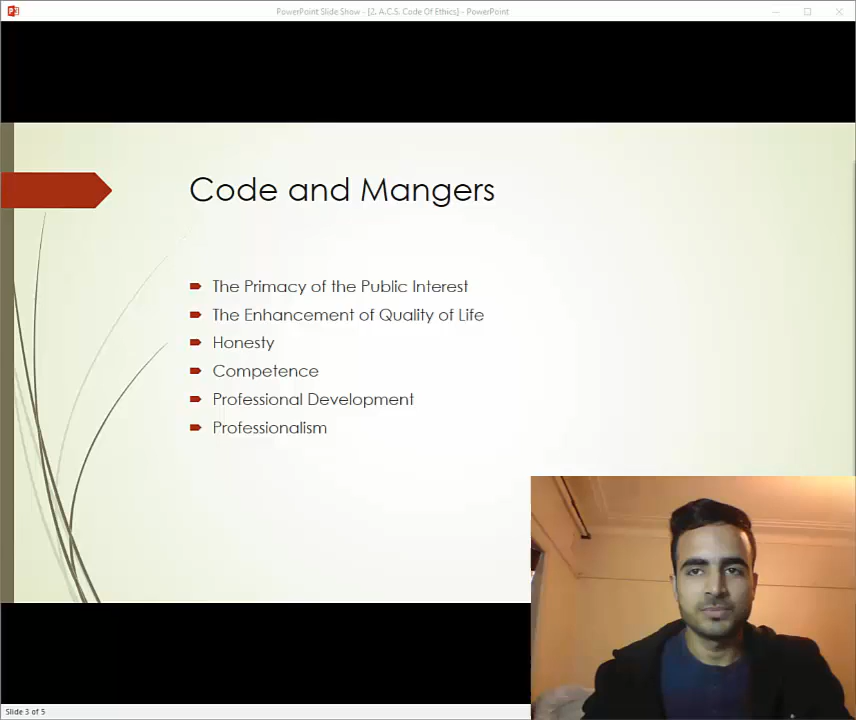 PowerPoint Slide Show - [2. A.C.S. Code Of Ethics] - PowerPoint
Code and Mangers
The Primacy of the Public Interest
The Enhancement of Quality of Life
Honesty
Competence
Professional Development
Professionalism
Slide 3 of 5